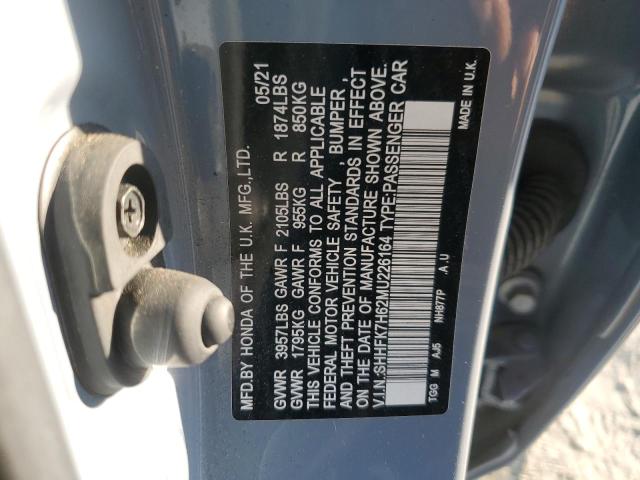 MFD.BY HONDA OF THE U.K. MFG.,LTD. 05/21
GVWR 3957LBS GAWR F 2105LBS R 1874LBS
GVWR 1795KG GAWR F 955KG R 850KG
THIS VEHICLE CONFORMS TO ALL APPLICABLE
FEDERAL MOTOR VEHICLE SAFETY , BUMPER ,
AND THEFT PREVENTION STANDARDS IN EFFECT
ON THE DATE OF MANUFACTURE SHOWN ABOVE.
V.I.N.:SHHFK7H62MU226164 TYPE:PASSENGER CAR
TGG M AJ5 NH877P A.U MADE IN U.K.